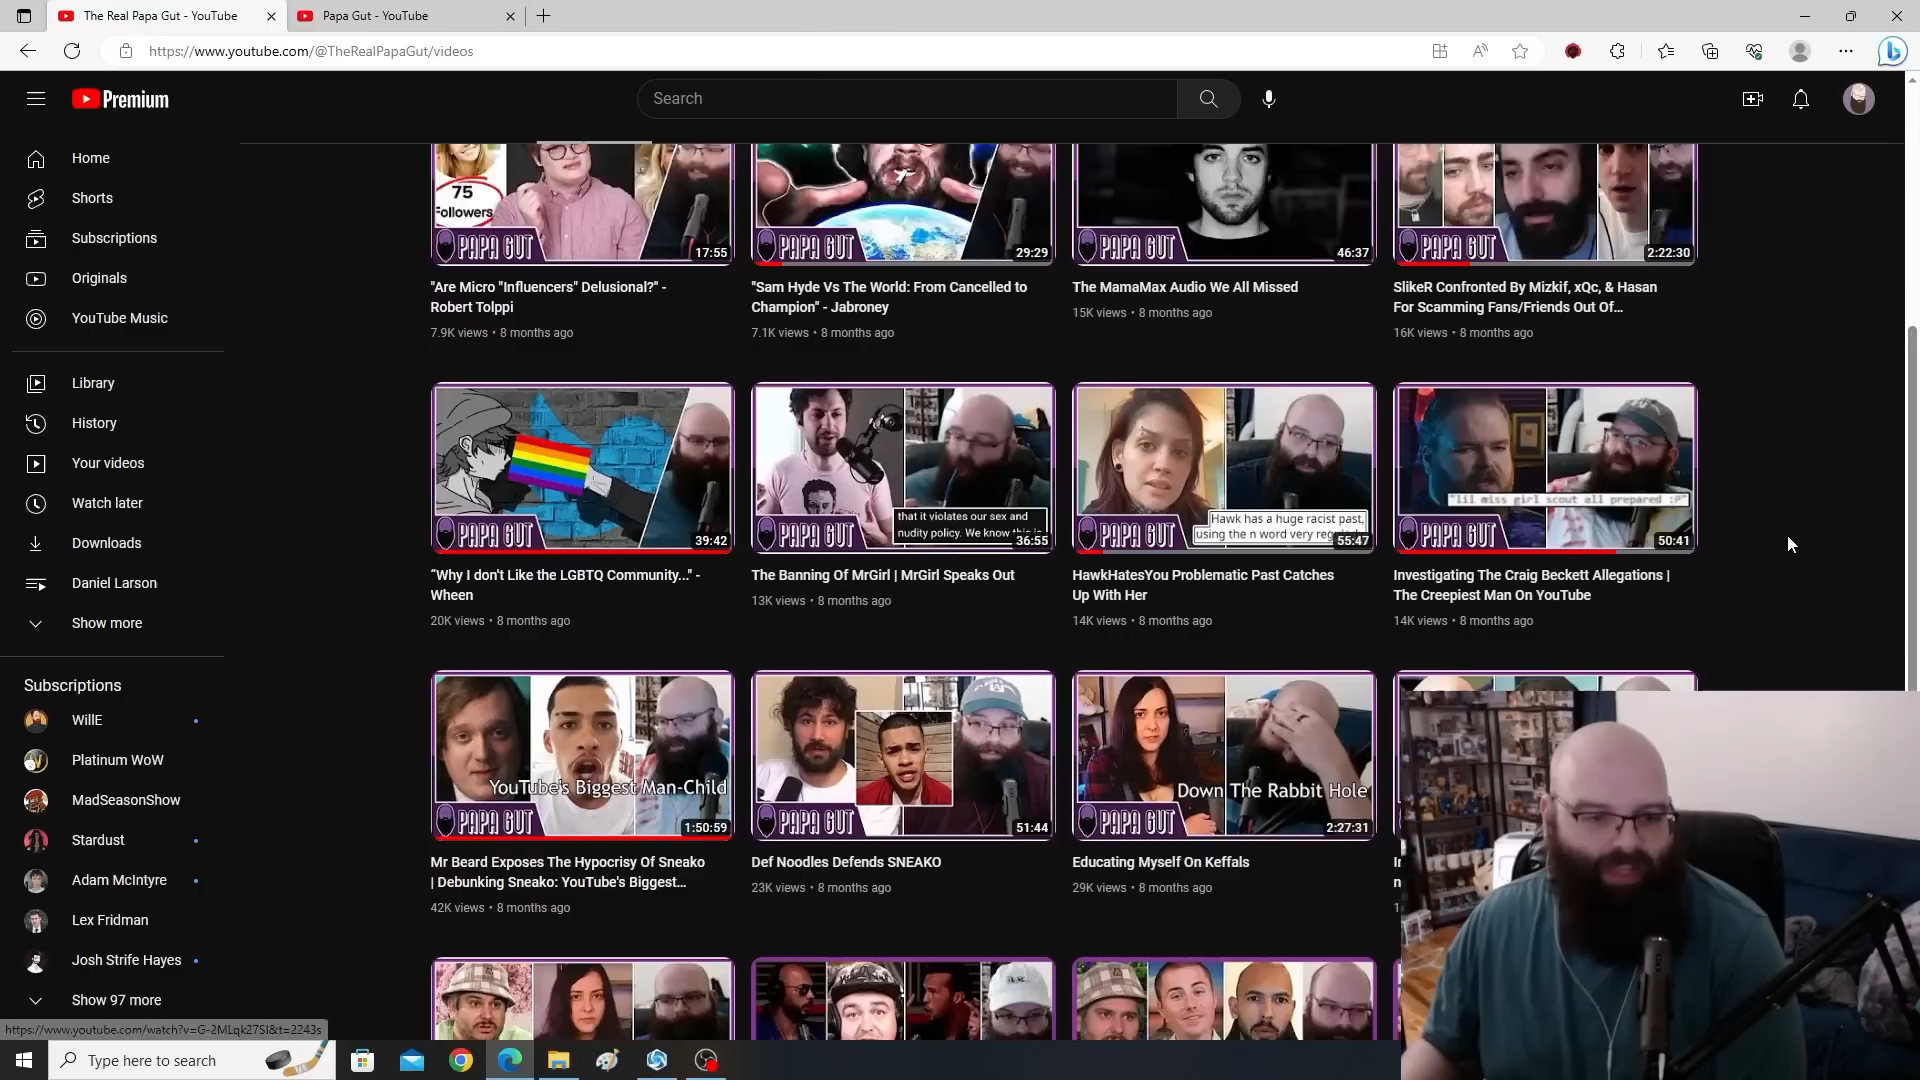 The Real Papa Gut - YouTube
Papa Gut - YouTube
https://www.youtube.com/@TheRealPapaGut/videos
Premium
Search
Home
Shorts
Subscriptions
Originals
YouTube Music
Library
History
Your videos
Watch later
Downloads
Daniel Larson
Show more
Subscriptions
WillE
Platinum WoW
MadSeasonShow
Stardust
Adam McIntyre
Lex Fridman
Josh Strife Hayes
Show 97 more
75
Followers
PAPA GUT
17:55
PAPA GUT
29:29
PAPA GUT
46:37
PAPA GUT
2:22:30
"Are Micro "Influencers" Delusional?" -
Robert Tolppi
7.9K views • 8 months ago
"Sam Hyde Vs The World: From Cancelled to
Champion" - Jabroney
7.1K views • 8 months ago
The MamaMax Audio We All Missed
15K views • 8 months ago
SlikeR Confronted By Mizkif, xQc, & Hasan
For Scamming Fans/Friends Out Of...
16K views • 8 months ago
PAPA GUT
39:42
that it violates our sex and
nudity policy. We know this is
PAPA GUT
36:55
Hawk has a huge racist past,
using the n word very
PAPA GUT
55:47
"lil miss girl scout all prepared :P"
PAPA GUT
50:41
“Why I don't Like the LGBTQ Community..." -
Wheen
20K views • 8 months ago
The Banning Of MrGirl | MrGirl Speaks Out
13K views • 8 months ago
HawkHatesYou Problematic Past Catches
Up With Her
14K views • 8 months ago
Investigating The Craig Beckett Allegations |
The Creepiest Man On YouTube
14K views • 8 months ago
YouTube's Biggest Man-Child
PAPA GUT
1:50:59
PAPA GUT
51:44
Down The Rabbit Hole
PAPA GUT
2:27:31
Mr Beard Exposes The Hypocrisy Of Sneako
| Debunking Sneako: YouTube's Biggest...
42K views • 8 months ago
Def Noodles Defends SNEAKO
23K views • 8 months ago
Educating Myself On Keffals
29K views • 8 months ago
https://www.youtube.com/watch?v=G-2MLqk27SI&t=2243s
Type here to search